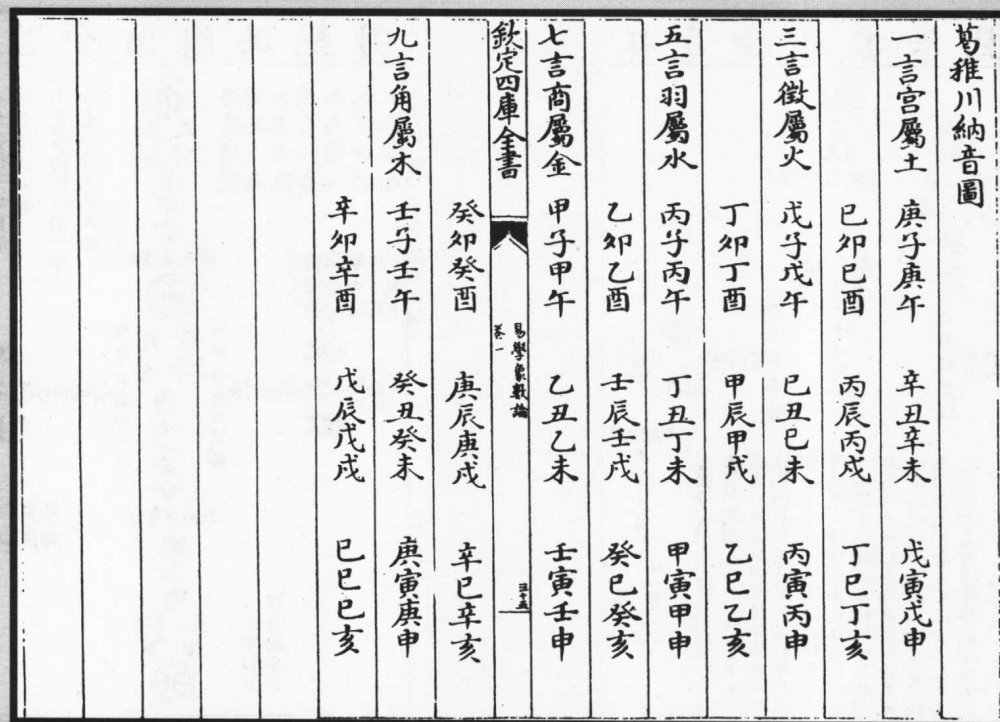 葛稚川納音圖
一言宫屬土 庚子庚午 辛丑辛未 戊寅戊申
己卯己酉 丙辰丙戌 丁巳丁亥
三言徵屬火 戊子戊午 己丑己未 丙寅丙申
丁卯丁酉 甲辰甲戌 乙巳乙亥
五言羽屬水 丙子丙午 丁丑丁未 甲寅甲申
乙卯乙酉 壬辰壬戌 癸巳癸亥
七言商屬金 甲子甲午 乙丑乙未 壬寅壬申
欽定四庫全書
易學象數論
卷一
三十五
癸卯癸酉 庚辰庚戌 辛巳辛亥
九言角屬木 壬子壬午 癸丑癸未 庚寅庚申
辛卯辛酉 戊辰戊戌 己巳己亥